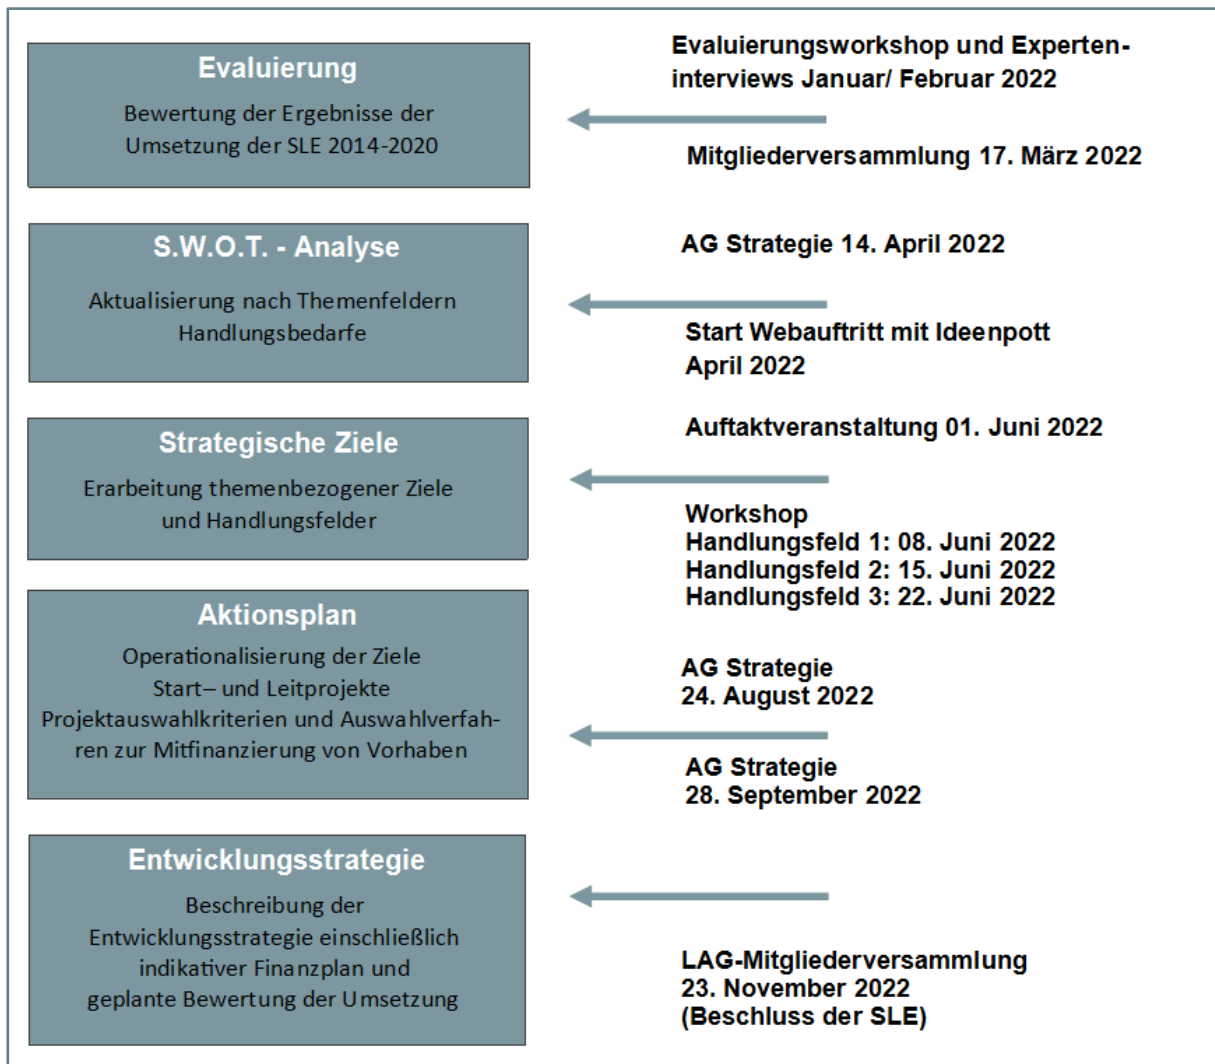 Evaluierung
Bewertung der Ergebnisse der
Umsetzung der SLE 2014-2020
Evaluierungsworkshop und Experten-
interviews Januar/ Februar 2022
Mitgliederversammlung 17. März 2022
S.W.O.T. - Analyse
Aktualisierung nach Themenfeldern
Handlungsbedarfe
AG Strategie 14. April 2022
Start Webauftritt mit Ideenpott
April 2022
Strategische Ziele
Erarbeitung themenbezogener Ziele
und Handlungsfelder
Auftaktveranstaltung 01. Juni 2022
Workshop
Handlungsfeld 1: 08. Juni 2022
Handlungsfeld 2: 15. Juni 2022
Handlungsfeld 3: 22. Juni 2022
Aktionsplan
Operationalisierung der Ziele
Start– und Leitprojekte
Projektauswahlkriterien und Auswahlverfah-
ren zur Mitfinanzierung von Vorhaben
AG Strategie
24. August 2022
AG Strategie
28. September 2022
Entwicklungsstrategie
Beschreibung der
Entwicklungsstrategie einschließlich
indikativer Finanzplan und
geplante Bewertung der Umsetzung
LAG-Mitgliederversammlung
23. November 2022
(Beschluss der SLE)